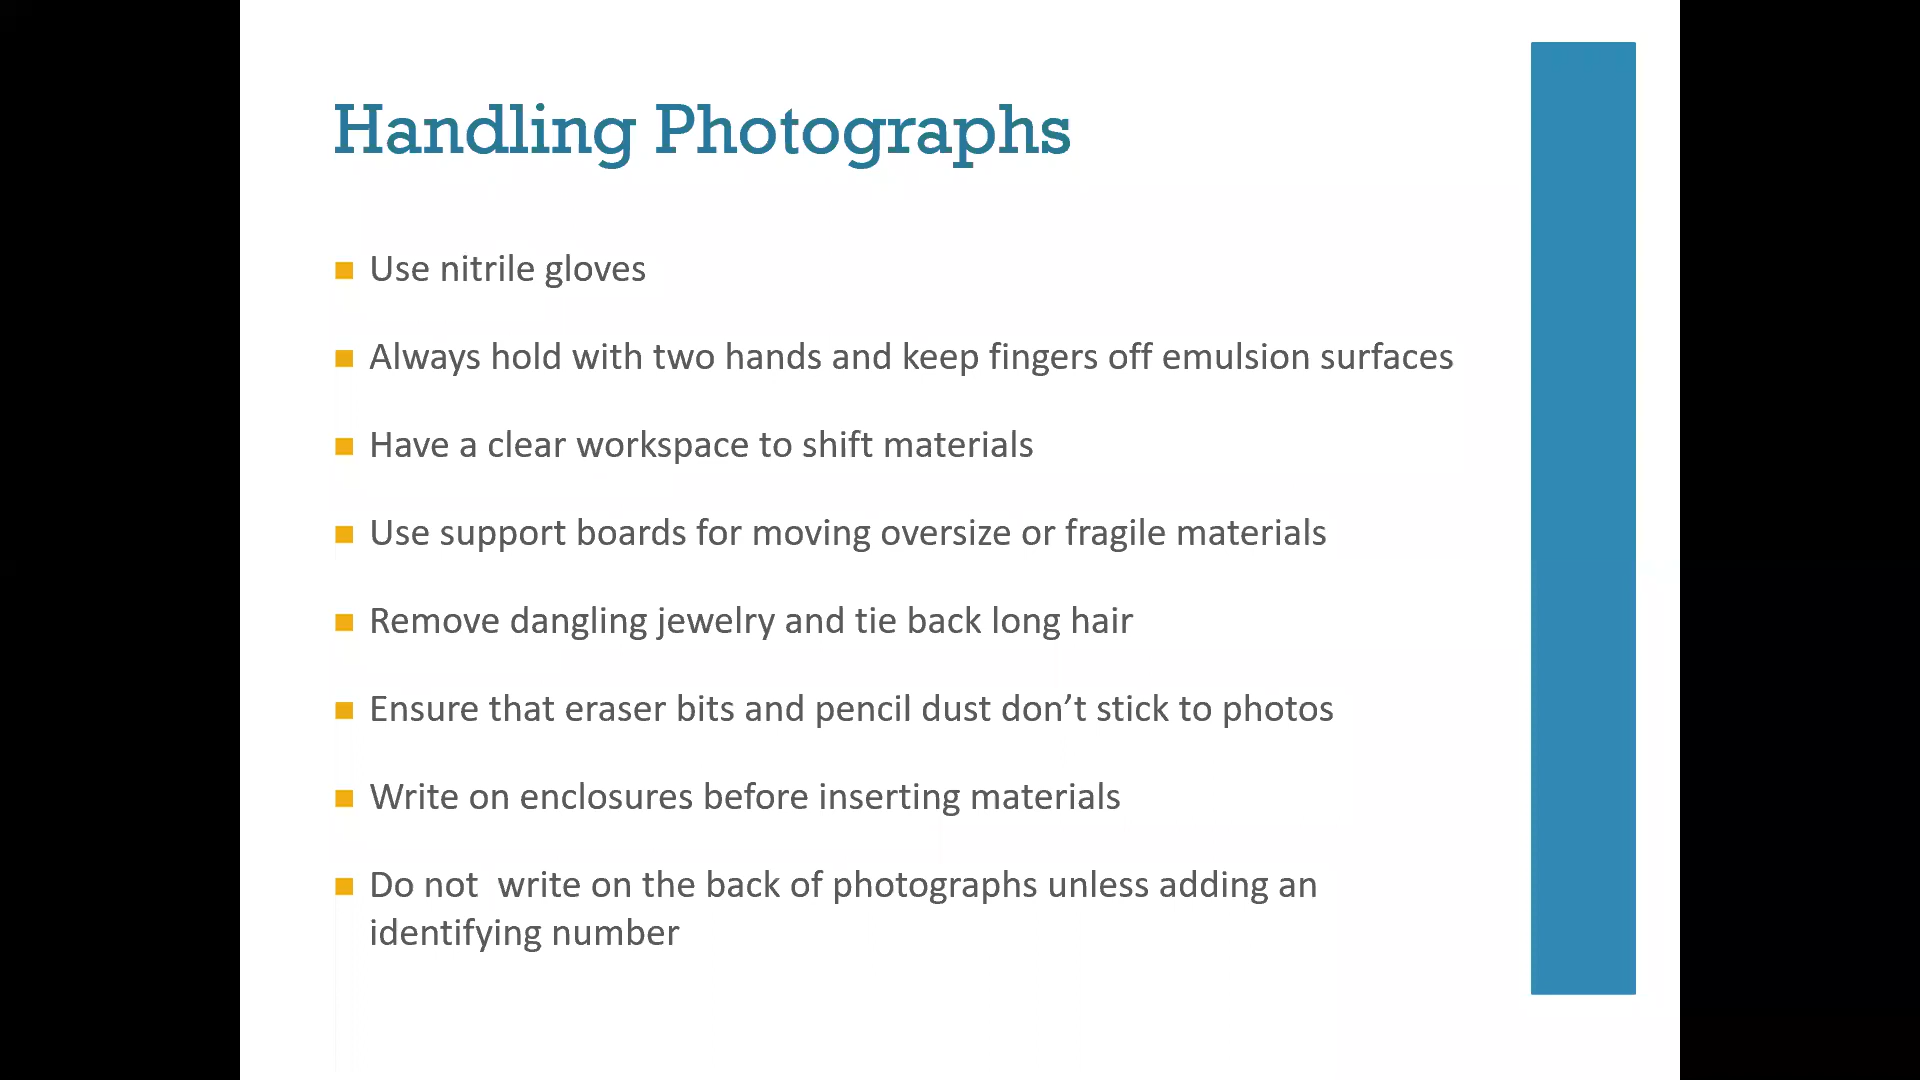 Handling Photographs
Use nitrile gloves
Always hold with two hands and keep fingers off emulsion surfaces
Have a clear workspace to shift materials
Use support boards for moving oversize or fragile materials
Remove dangling jewelry and tie back long hair
Ensure that eraser bits and pencil dust don’t stick to photos
Write on enclosures before inserting materials
Do not  write on the back of photographs unless adding an
identifying number